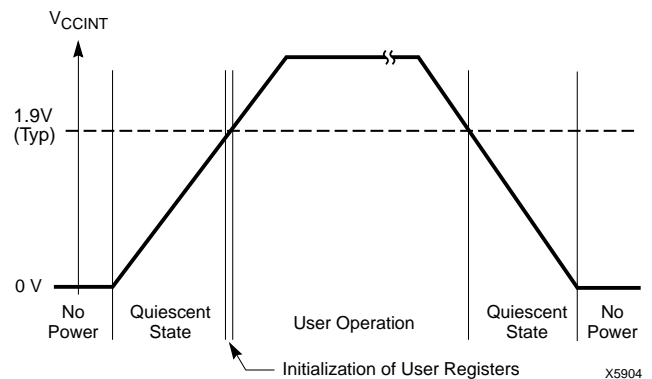 VCCINT
1.9V
(Typ)
0 V
No
Power
Quiescent
State
User Operation
Quiescent
State
No
Power
Initialization of User Registers
X5904